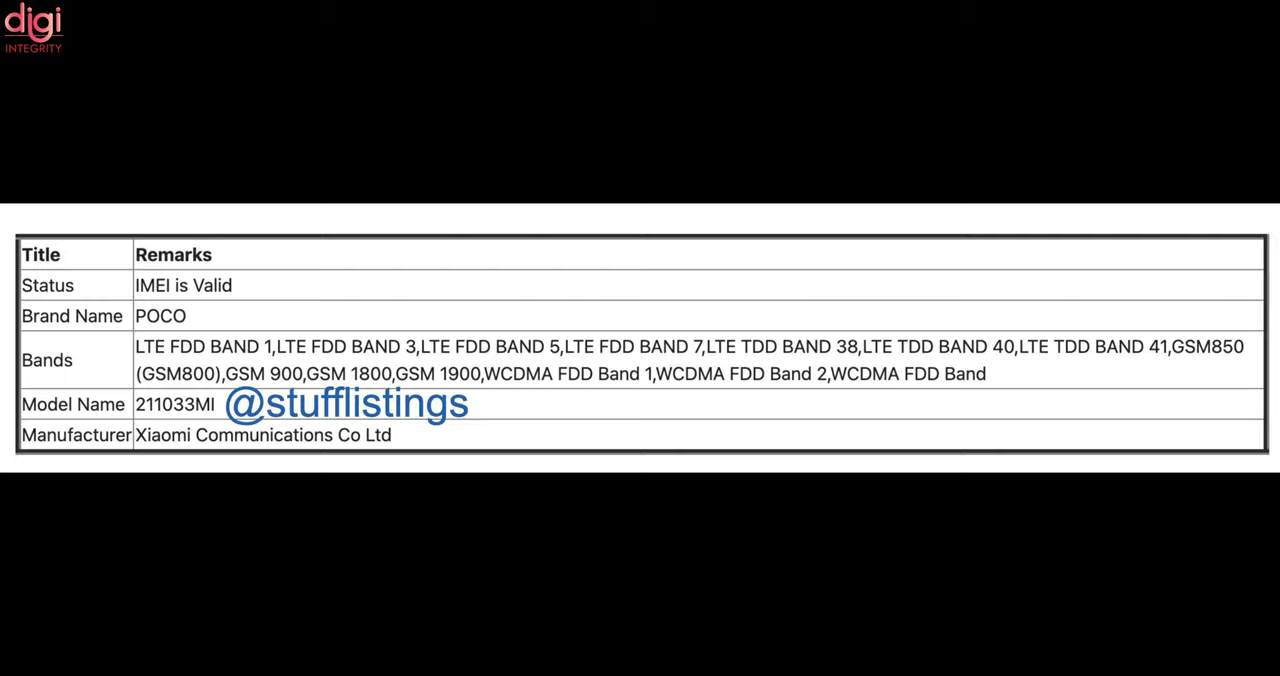 digi
INTEGRITY
Title Remarks
Status IMEI is Valid
Brand Name POCO
Bands LTE FDD BAND 1,LTE FDD BAND 3,LTE FDD BAND 5,LTE FDD BAND 7,LTE TDD BAND 38,LTE TDD BAND 40,LTE TDD BAND 41,GSM850
(GSM800),GSM 900,GSM 1800,GSM 1900,WCDMA FDD Band 1,WCDMA FDD Band 2,WCDMA FDD Band
Model Name 211033MI @stufflistings
Manufacturer Xiaomi Communications Co Ltd